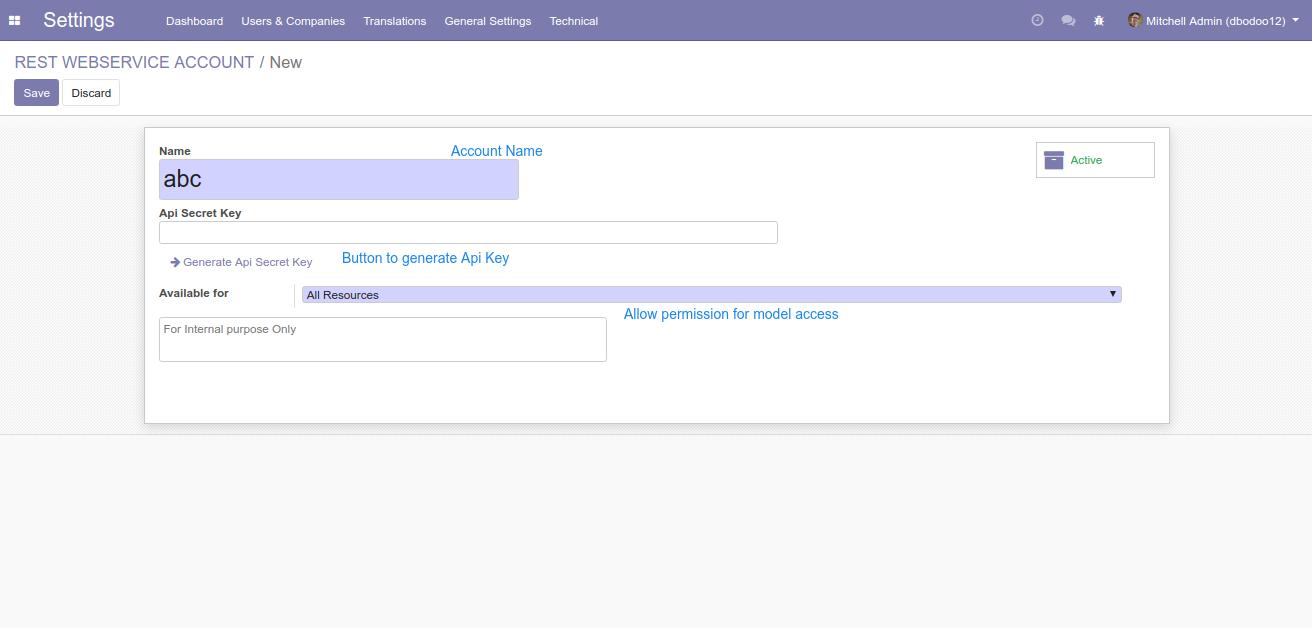 Settings Dashboard Users & Companies Translations General Settings Technical Mitchell Admin (dbodoo12)
REST WEBSERVICE ACCOUNT / New
Save Discard
Name Account Name
Active
abc
Api Secret Key
Generate Api Secret Key Button to generate Api Key
Available for All Resources
Allow permission for model access
For Internal purpose Only